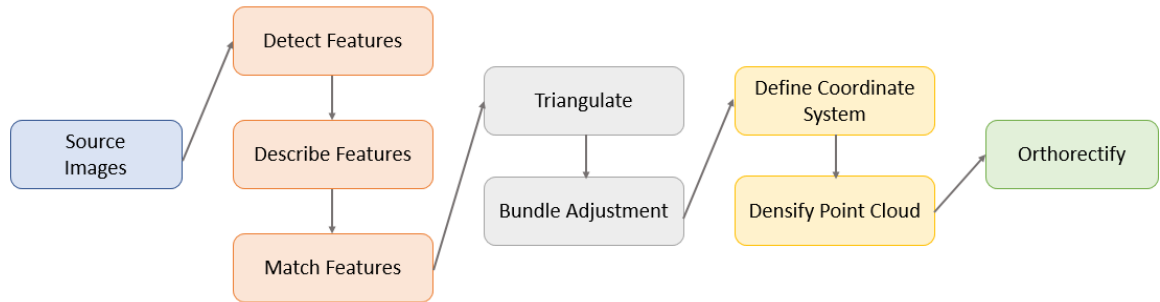 Source
Images
Detect Features
Describe Features
Match Features
Triangulate
Bundle Adjustment
Define Coordinate
System
Densify Point Cloud
Orthorectify